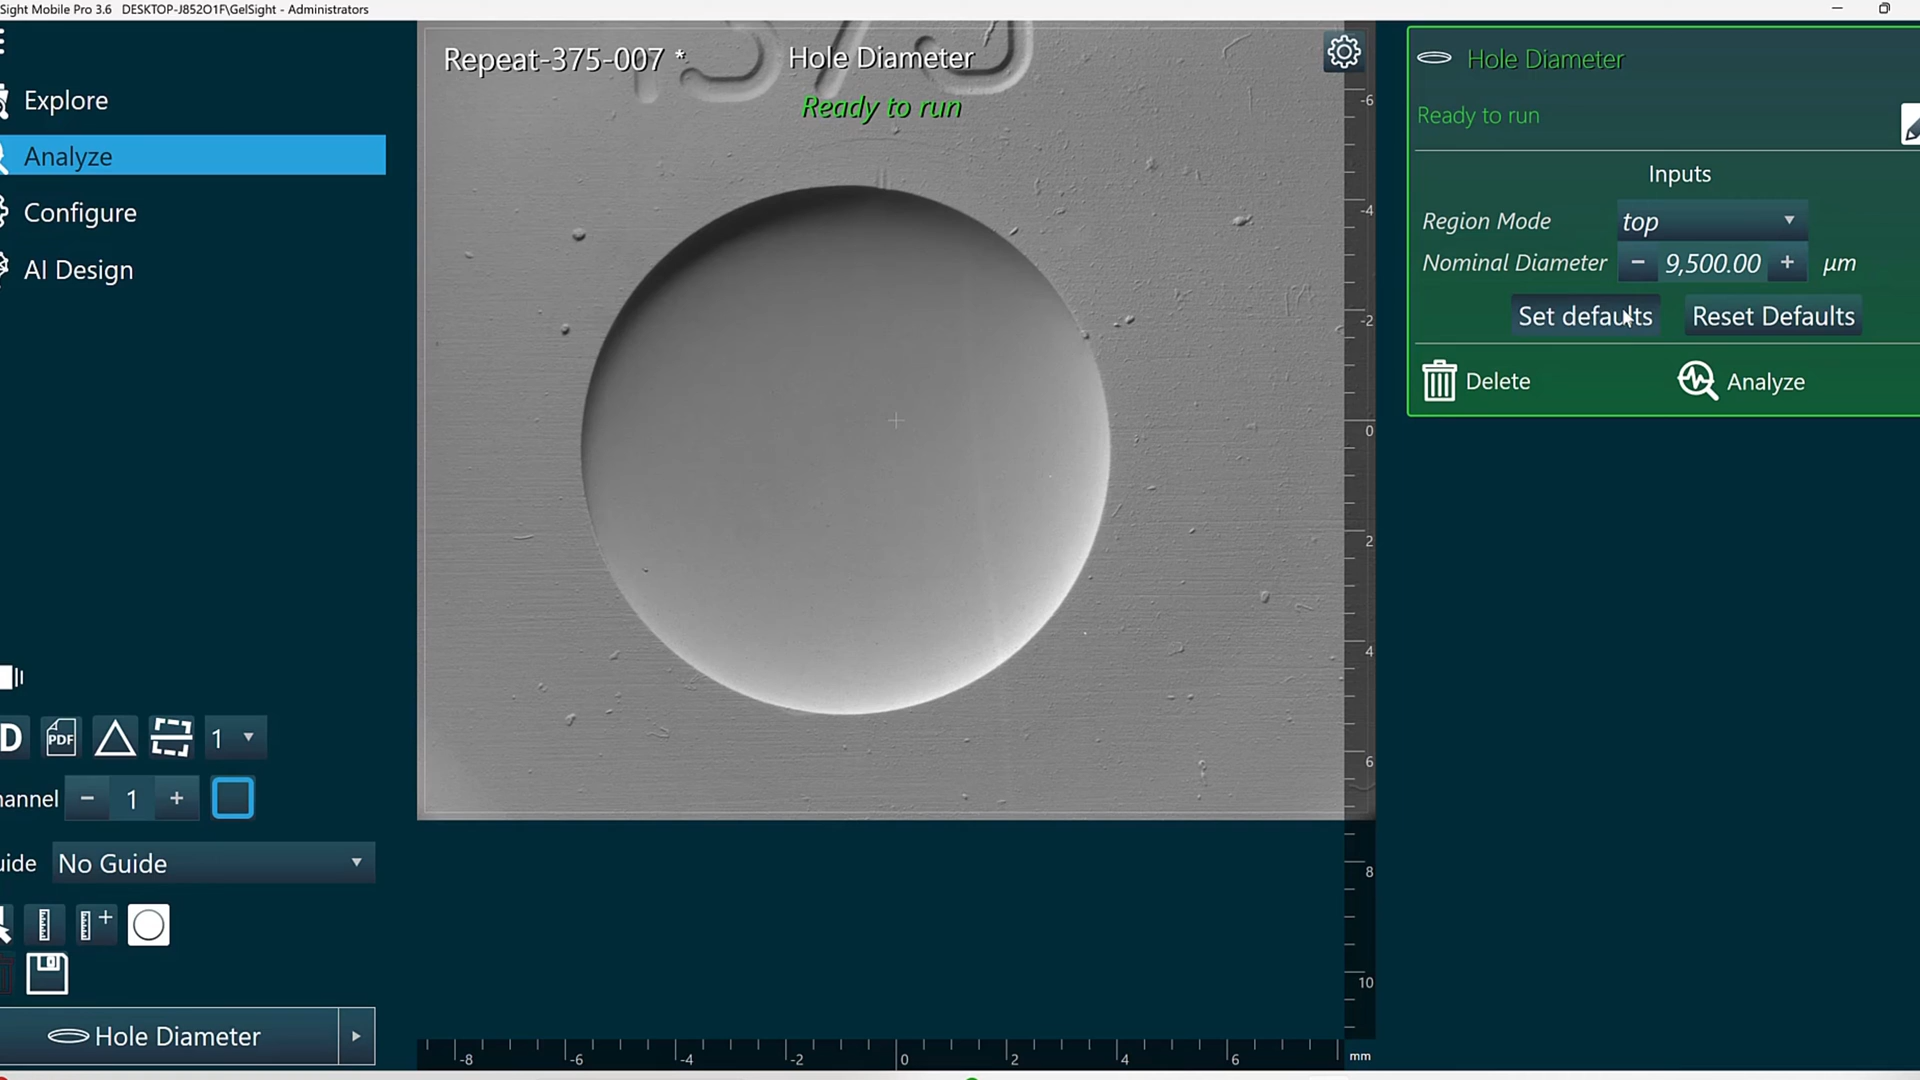 Sight Mobile Pro 3.6 DESKTOP-J852O1F\GelSight - Administrators
Explore
Analyze
Configure
AI Design
D
PDF
1
hannel
1
uide
No Guide
Hole Diameter
Repeat-375-007 *
Hole Diameter
Ready to run
375
-6
-4
-2
0
2
4
6
8
10
-8
-6
-4
-2
0
2
4
6
mm
Hole Diameter
Ready to run
Inputs
Region Mode
top
Nominal Diameter
− 9,500.00 + µm
Set defaults
Reset Defaults
Delete
Analyze